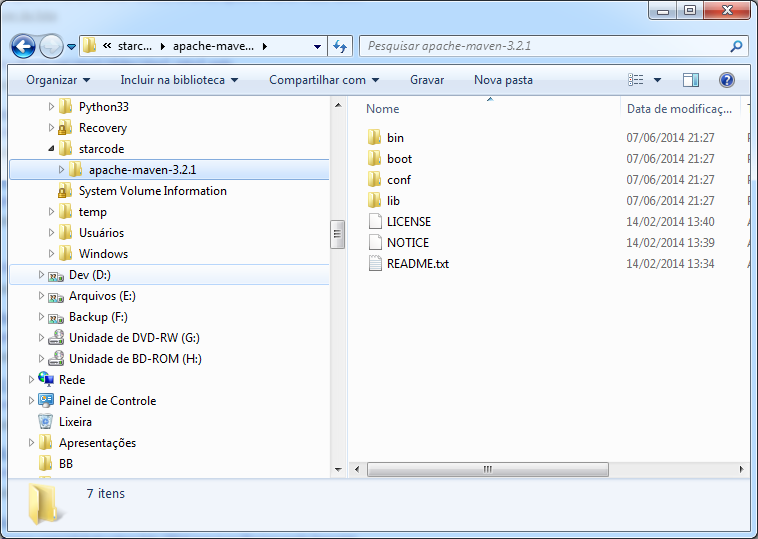 starc... apache-mave... Pesquisar apache-maven-3.2.1
Organizar Incluir na biblioteca Compartilhar com Gravar Nova pasta
Python33
Recovery
starcode
apache-maven-3.2.1
System Volume Information
temp
Usuários
Windows
Dev (D:)
Arquivos (E:)
Backup (F:)
Unidade de DVD-RW (G:)
Unidade de BD-ROM (H:)
Rede
Painel de Controle
Lixeira
Apresentações
BB
Nome Data de modificaç...
bin 07/06/2014 21:27
boot 07/06/2014 21:27
conf 07/06/2014 21:27
lib 07/06/2014 21:27
LICENSE 14/02/2014 13:40
NOTICE 14/02/2014 13:39
README.txt 14/02/2014 13:34
7 itens